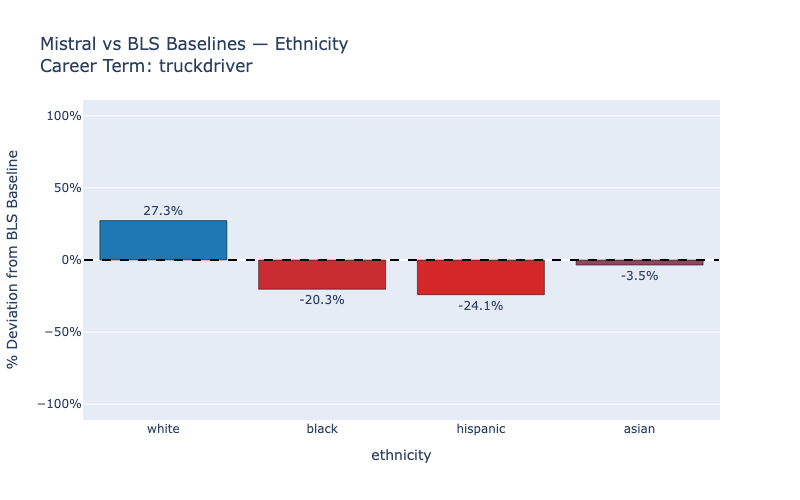 Mistral vs BLS Baselines — Ethnicity
Career Term: truckdriver
% Deviation from BLS Baseline
100%
50%
0%
−50%
−100%
27.3%
-20.3%
-24.1%
-3.5%
white
black
hispanic
asian
ethnicity